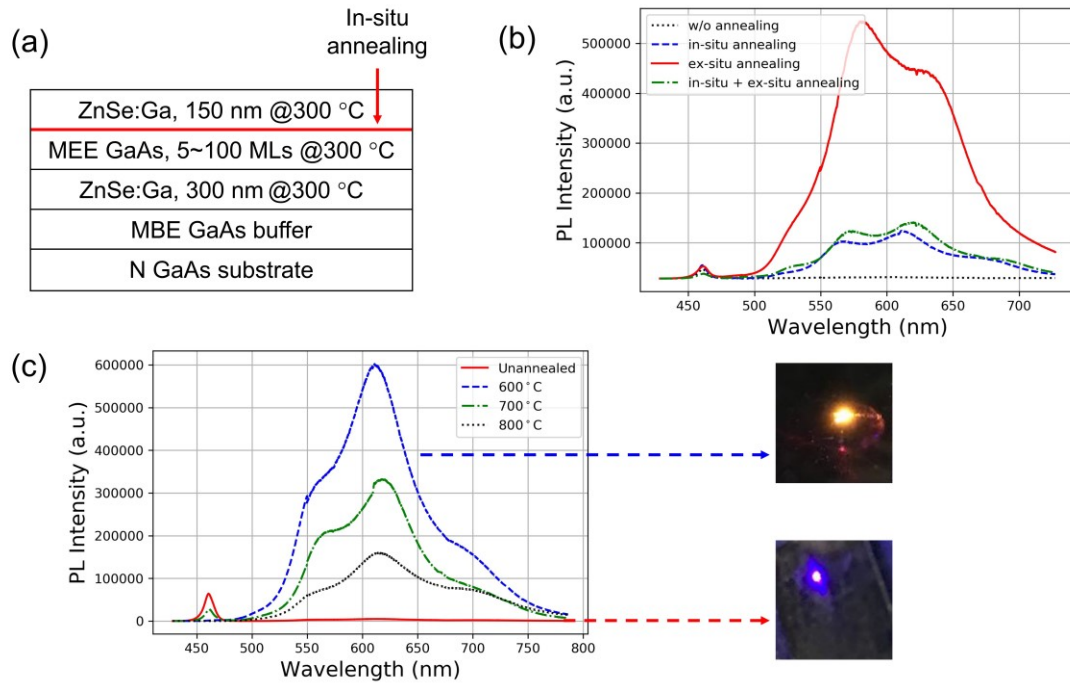 (a)
In-situ
annealing
ZnSe:Ga, 150 nm @300 °C
MEE GaAs, 5~100 MLs @300 °C
ZnSe:Ga, 300 nm @300 °C
MBE GaAs buffer
N GaAs substrate
(b)
w/o annealing
in-situ annealing
ex-situ annealing
in-situ + ex-situ annealing
500000
400000
300000
200000
100000
PL Intensity (a.u.)
450 500 550 600 650 700
Wavelength (nm)
(c)
Unannealed
600°C
700°C
800°C
600000
500000
400000
300000
200000
100000
0
PL Intensity (a.u.)
450 500 550 600 650 700 750 800
Wavelength (nm)